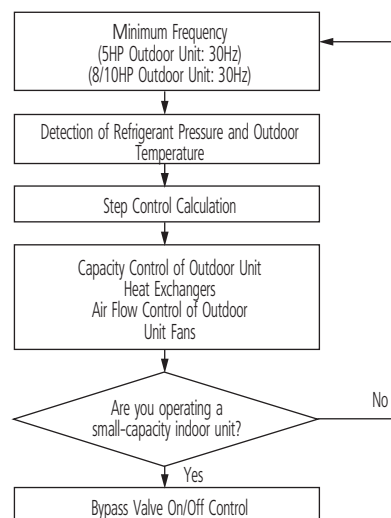 Minimum Frequency
(5HP Outdoor Unit: 30Hz)
(8/10HP Outdoor Unit: 30Hz)
Detection of Refrigerant Pressure and Outdoor
Temperature
Step Control Calculation
Capacity Control of Outdoor Unit
Heat Exchangers
Air Flow Control of Outdoor
Unit Fans
Are you operating a
small-capacity indoor unit?
No
Yes
Bypass Valve On/Off Control